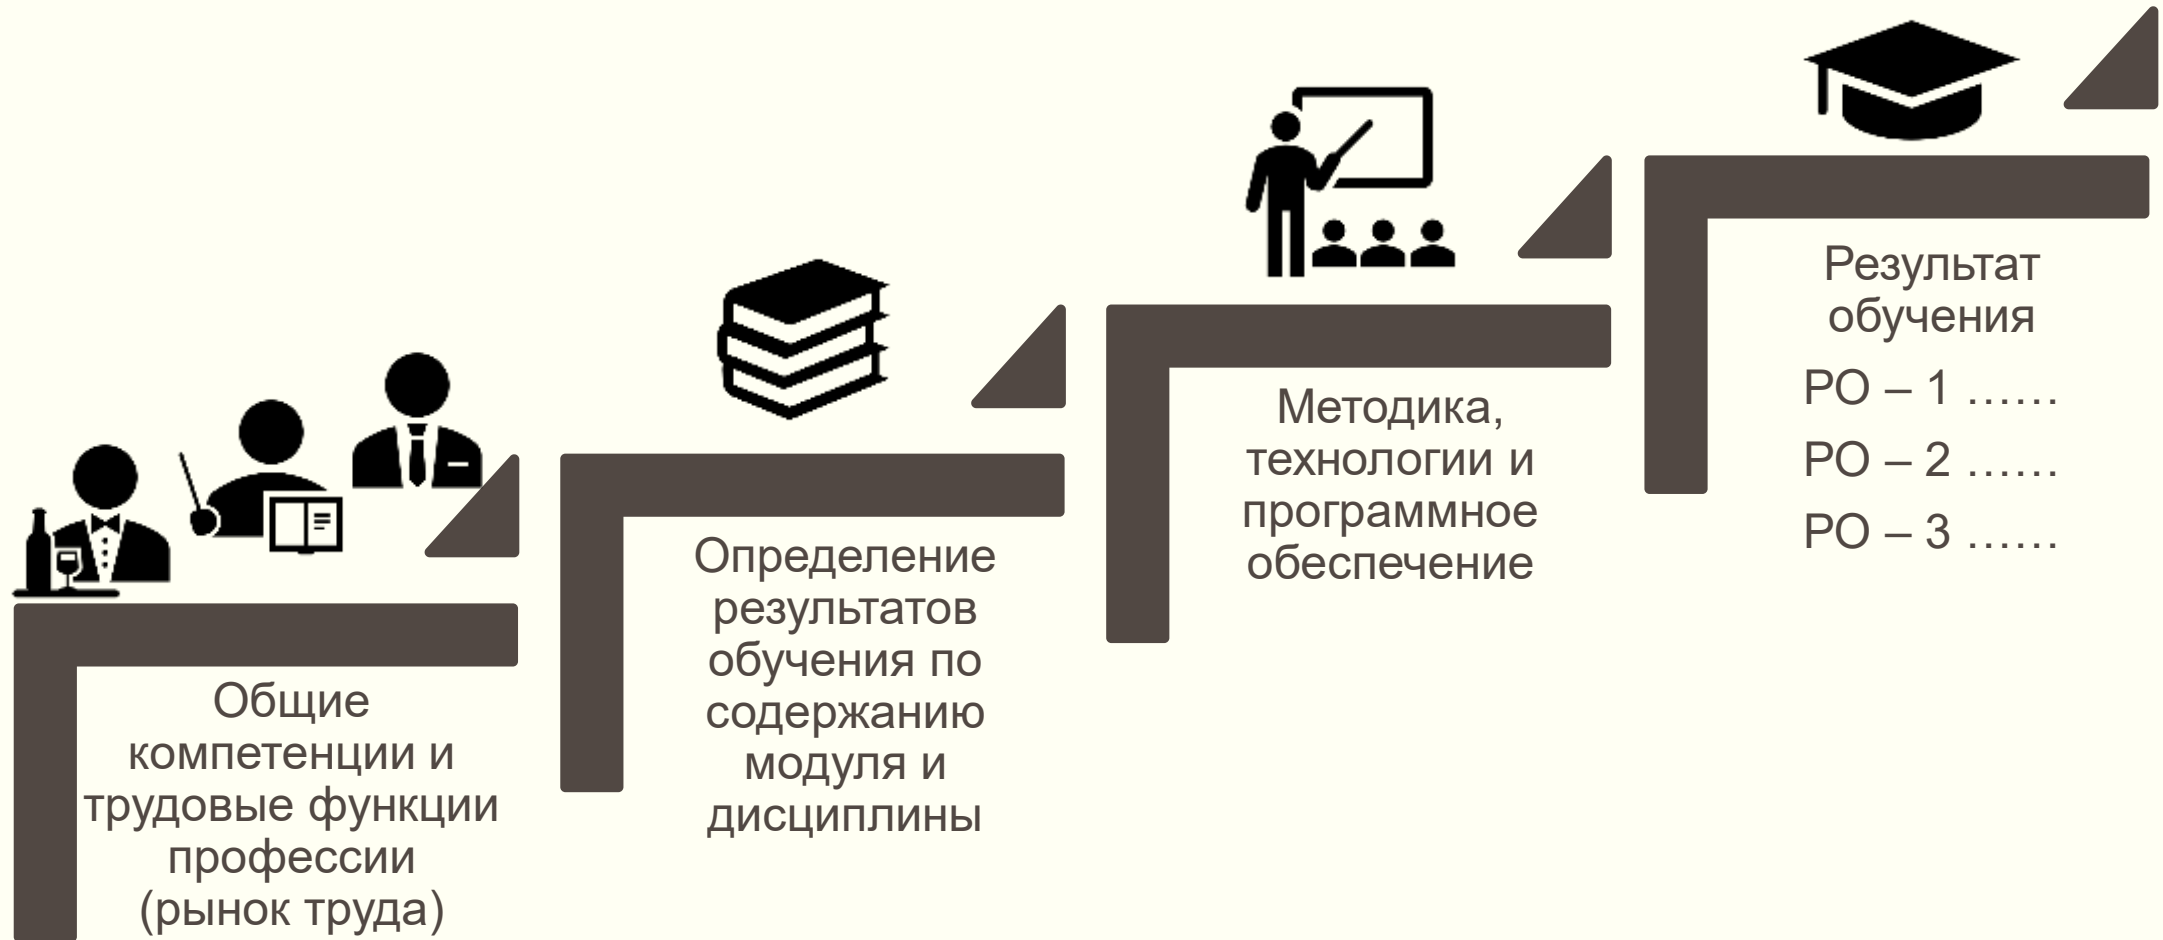 Общие
компетенции и
трудовые функции
профессии
(рынок труда)
Определение
результатов
обучения по
содержанию
модуля и
дисциплины
Методика,
технологии и
программное
обеспечение
Результат
обучения
РО – 1 ……
РО – 2 ……
РО – 3 ……